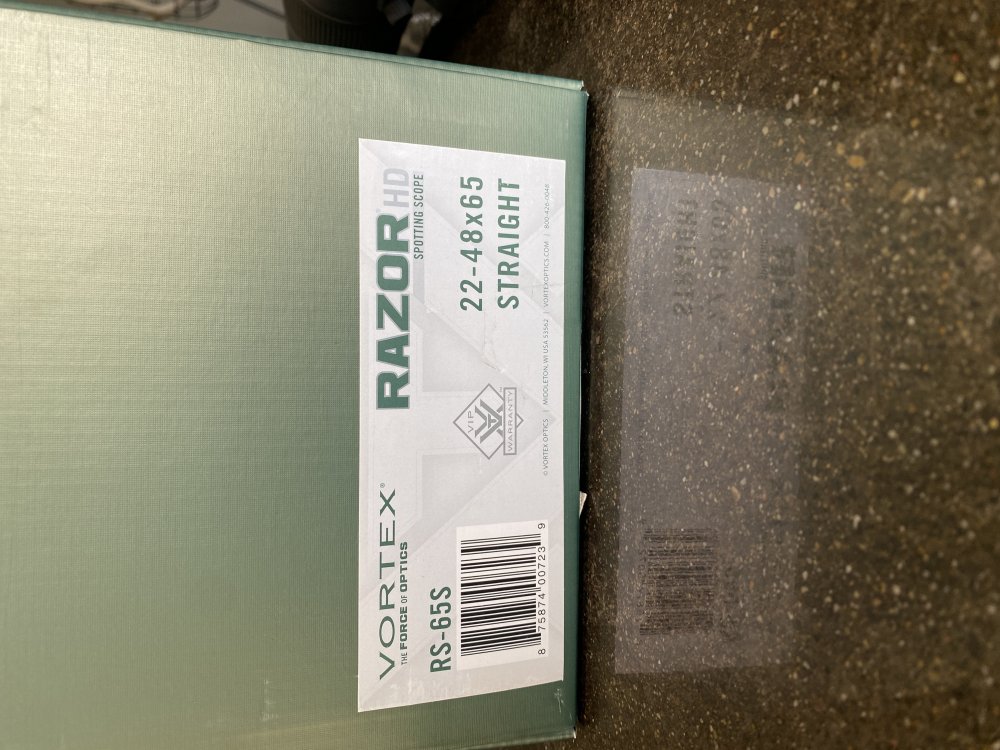 VORTEX®
THE FORCE OF OPTICS
RS-65S
8 75874 00723 9
VIP
WARRANTY
RAZOR HD
SPOTTING SCOPE
22-48x65
STRAIGHT
© VORTEX OPTICS | MIDDLETON, WI USA 53562 | VORTEXOPTICS.COM | 800-426-0048